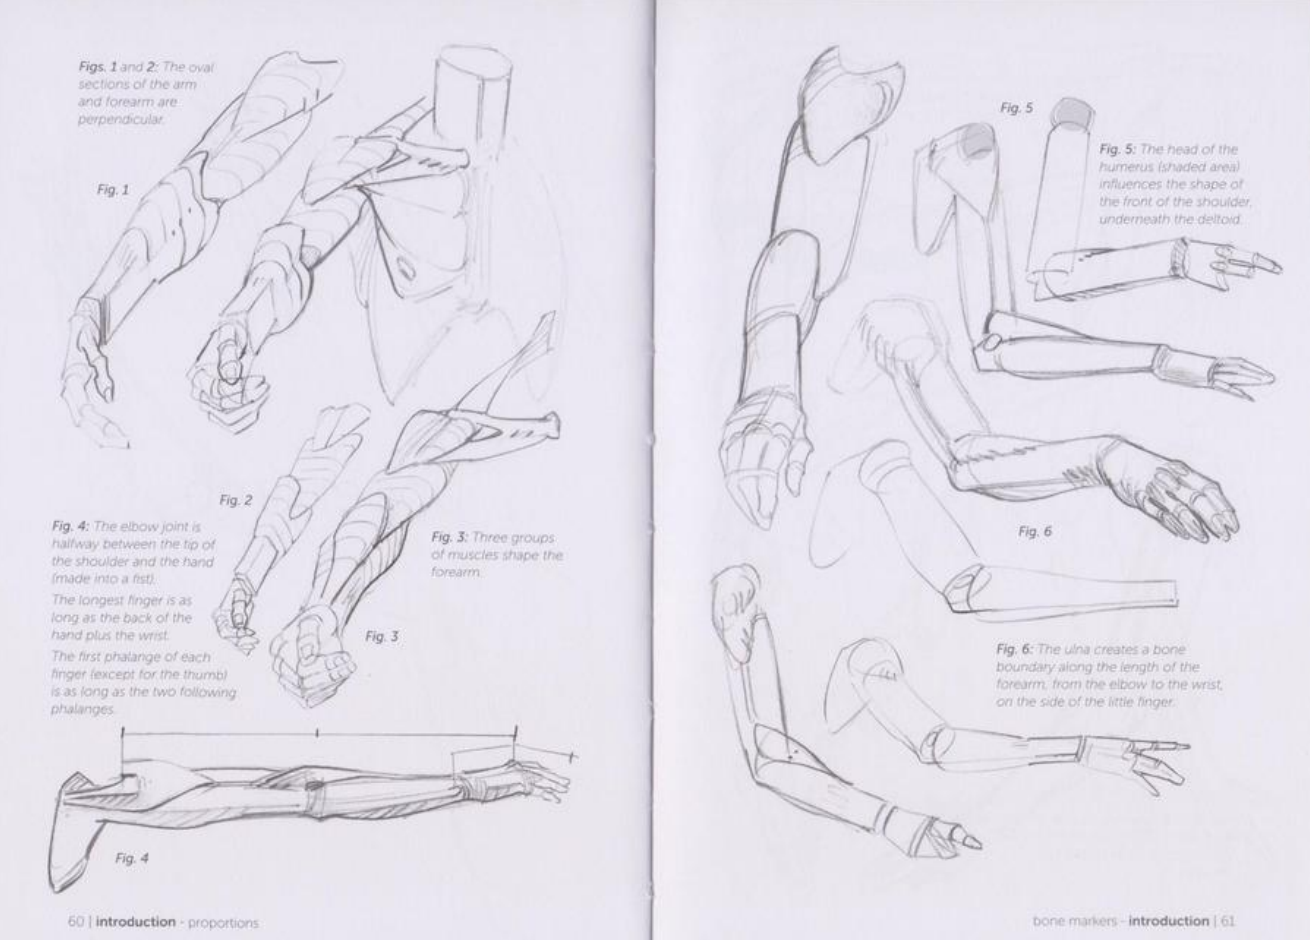 Figs. 1 and 2: The oval
sections of the arm
and forearm are
perpendicular.
Fig. 1
Fig. 2
Fig. 4: The elbow joint is
halfway between the tip of
the shoulder and the hand
(made into a fist).
The longest finger is as
long as the back of the
hand plus the wrist.
The first phalange of each
finger (except for the thumb)
is as long as the two following
phalanges.
Fig. 3: Three groups
of muscles shape the
forearm.
Fig. 3
Fig. 4
60 | introduction - proportions
Fig. 5
Fig. 5: The head of the
humerus (shaded area)
influences the shape of
the front of the shoulder,
underneath the deltoid.
Fig. 6
Fig. 6: The ulna creates a bone
boundary along the length of the
forearm, from the elbow to the wrist,
on the side of the little finger.
bone markers - introduction | 61